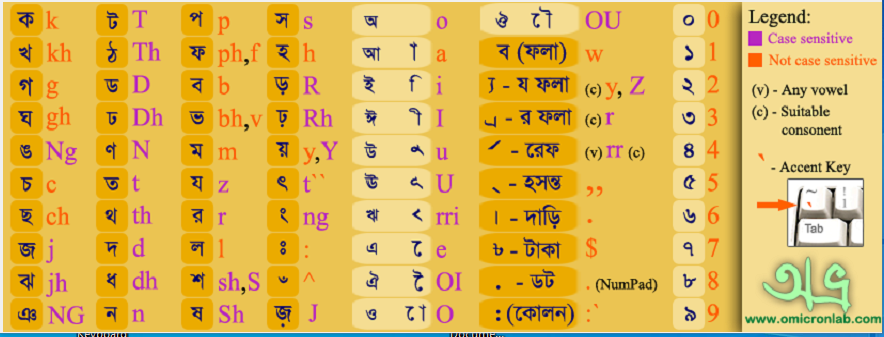 ক k ট T প p স s অ o ঔ ৌ OU ০ 0 Legend:
খ kh ঠ Th ফ ph,f হ h আ া a ব (ফলা) w ১ 1 Case sensitive
গ g ড D ব b ড় R ই ি i ্য - য ফলা (c) y, Z ২ 2 Not case sensitive
ঘ gh ঢ Dh ভ bh,v ঢ় Rh ঈ ী I ্র - র ফলা (c) r ৩ 3 (v) - Any vowel
ঙ Ng ণ N ম m য় y,Y উ ু u র্ - রেফ (v) rr (c) ৪ 4 (c) - Suitable consonent
চ c ত t য z ৎ t`` ঊ ূ U ্ - হসন্ত ,, ৫ 5 ` - Accent Key
ছ ch থ th র r ং ng ঋ ৃ rri । - দাড়ি . ৬ 6 ~ ` !
জ j দ d ল l ঃ : এ ে e ৳ - টাকা $ ৭ 7 Tab
ঝ jh ধ dh শ sh,S ঁ ^ ঐ ৈ OI . - ডট . (NumPad) ৮ 8 অভ্র
ঞ NG ন n ষ Sh জ় J ও ো O : (কোলন) :` ৯ 9 www.omicronlab.com